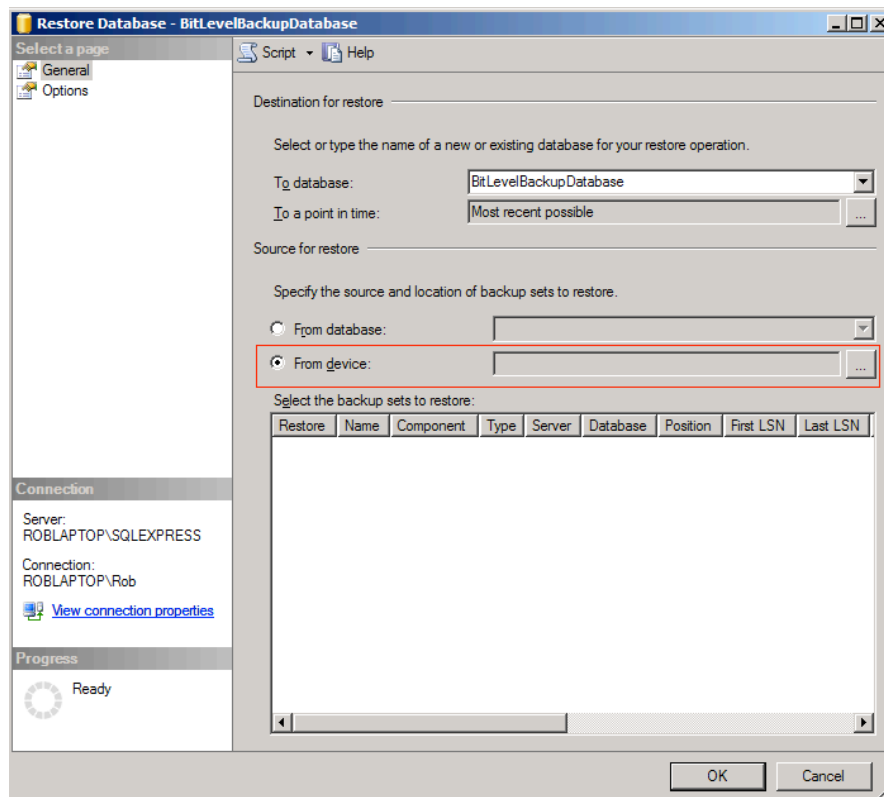 Restore Database - BitLevelBackupDatabase
Select a page
General
Options
Script
Help
Destination for restore
Select or type the name of a new or existing database for your restore operation.
To database:
BitLevelBackupDatabase
To a point in time:
Most recent possible
...
Source for restore
Specify the source and location of backup sets to restore.
From database:
From device:
...
Select the backup sets to restore:
Restore Name Component Type Server Database Position First LSN Last LSN
Connection
Server:
ROBLAPTOP\SQLEXPRESS
Connection:
ROBLAPTOP\Rob
View connection properties
Progress
Ready
OK
Cancel